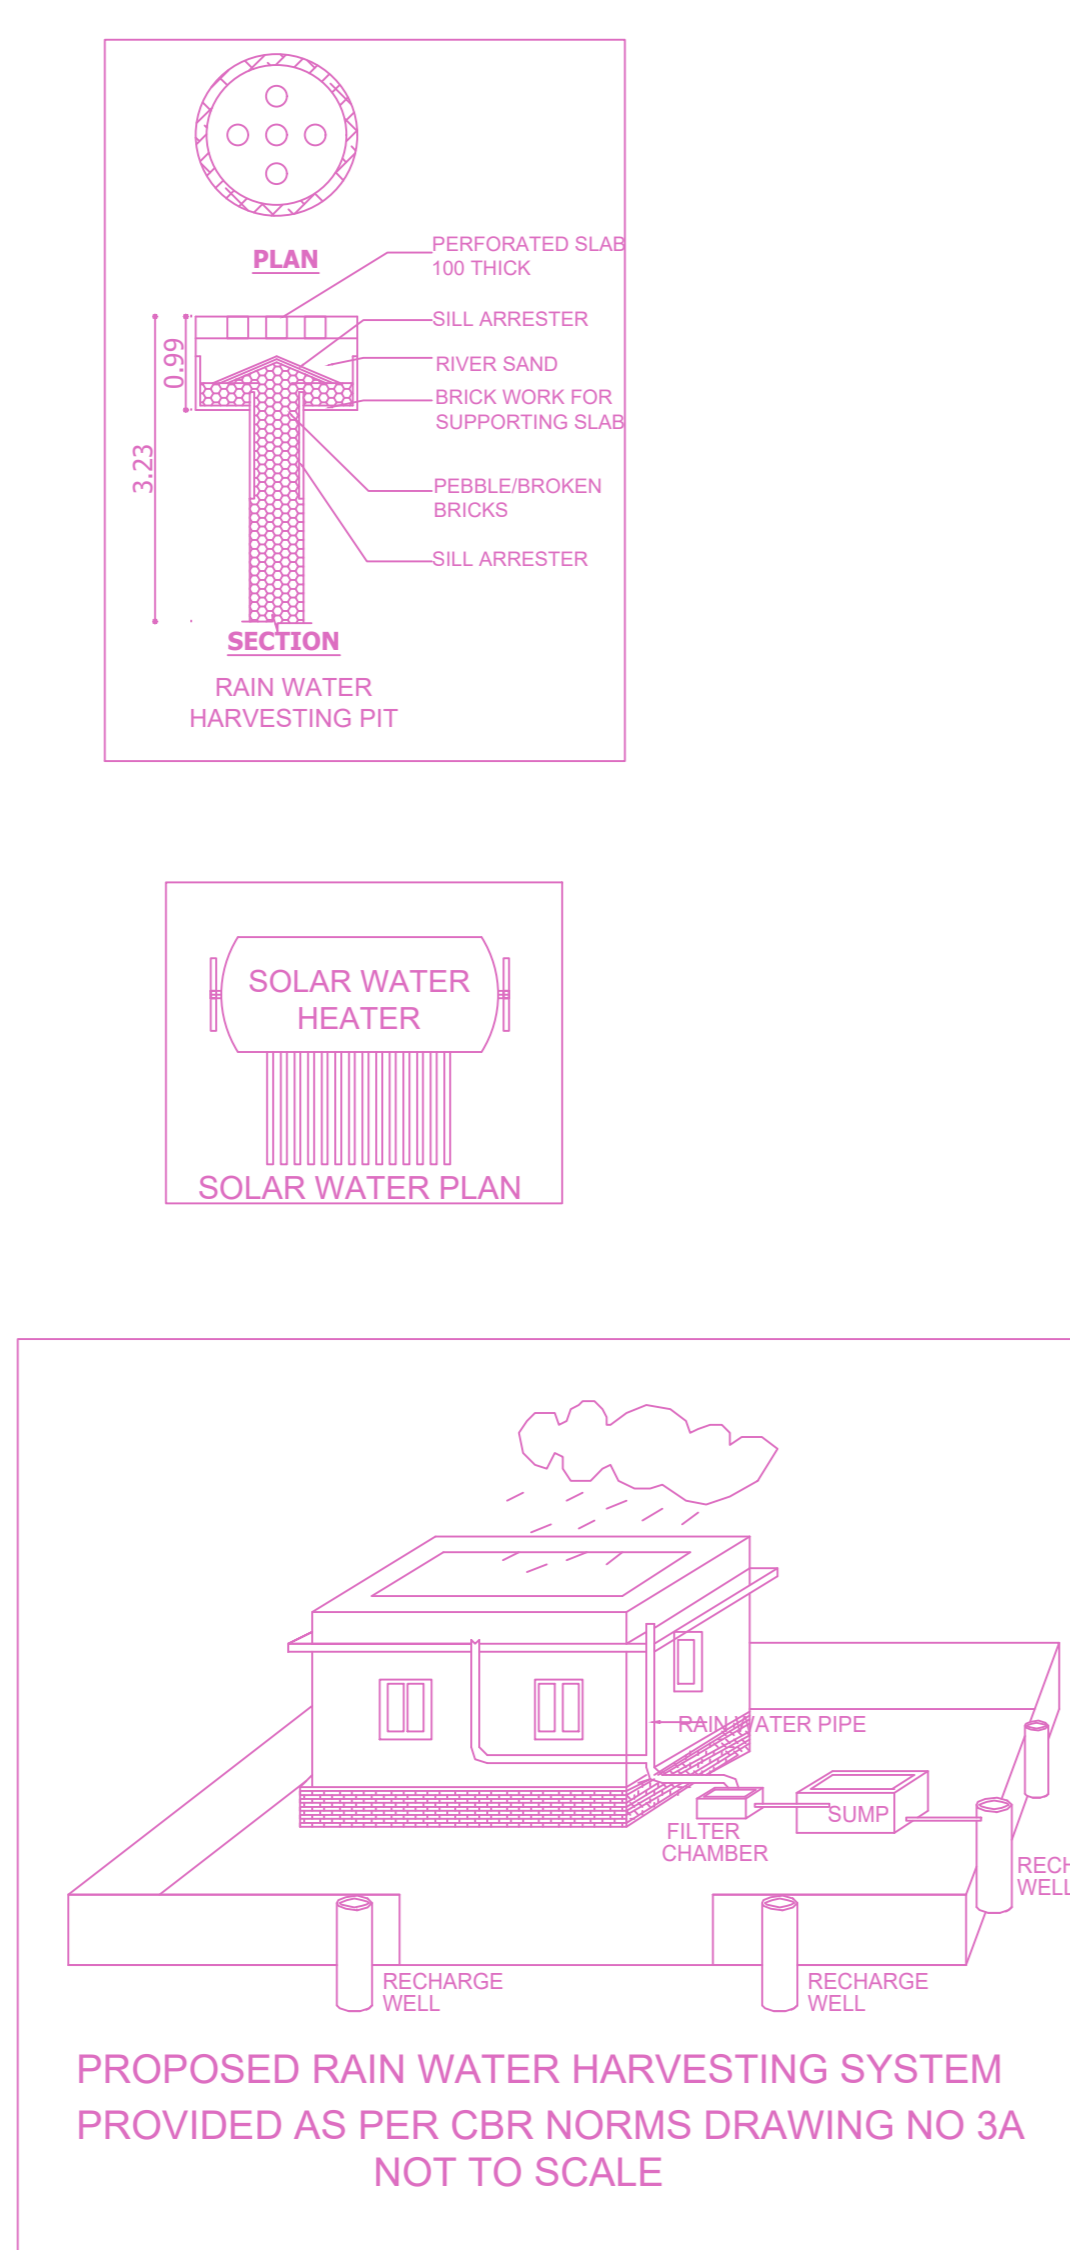 PLAN
PERFORATED SLAB
100 THICK
SILL ARRESTER
RIVER SAND
BRICK WORK FOR
SUPPORTING SLAB
PEBBLE/BROKEN
BRICKS
SILL ARRESTER
0.99
3.23
SECTION
RAIN WATER
HARVESTING PIT
SOLAR WATER
HEATER
SOLAR WATER PLAN
RAIN WATER PIPE
SUMP
FILTER
CHAMBER
RECH
WELL
RECHARGE
WELL
RECHARGE
WELL
PROPOSED RAIN WATER HARVESTING SYSTEM
PROVIDED AS PER CBR NORMS DRAWING NO 3A
NOT TO SCALE